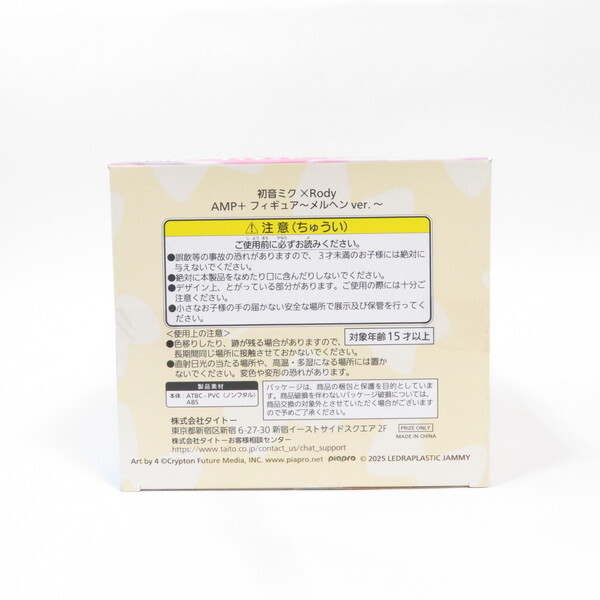 初音ミク×Rody
AMP+ フィギュア～メルヘン ver.～
注意(ちゅうい)
ご使用前に必ずお読みください。
●誤飲等の事故の恐れがありますので、3才未満のお子様には絶対に
与えないでください。
●絶対に本製品をなめたり口に含んだりしないでください。
●デザイン上、とがっている部分があります。ご使用の際には十分ご
注意ください。
●小さなお子様の手の届かない安全な場所で展示及び保管を行ってく
ださい。
<使用上の注意>
●色移りしたり、跡が残る場合がありますので、
長期間同じ場所に接触させておかないでください。
●直射日光の当たる場所や、高温・多湿になる場所には置か
ないでください。変色や変形の恐れがあります。
対象年齢15才以上
製品素材
本体:ATBC-PVC(ノンフタル)
ABS
パッケージは、商品の梱包と保護を目的としています。
商品破損を伴わないパッケージ破損については、
商品交換の対象外とさせていただく場合がございます
ので予めご了承ください。
株式会社タイトー
東京都新宿区新宿 6-27-30 新宿イーストサイドスクエア 2F
株式会社タイトーお客様相談センター
https://www.taito.co.jp/contact_us/chat_support
PRIZE ONLY
MADE IN CHINA
Art by 4 ©Crypton Future Media, INC. www.piapro.net piapro © 2025 LEDRAPLASTIC JAMMY